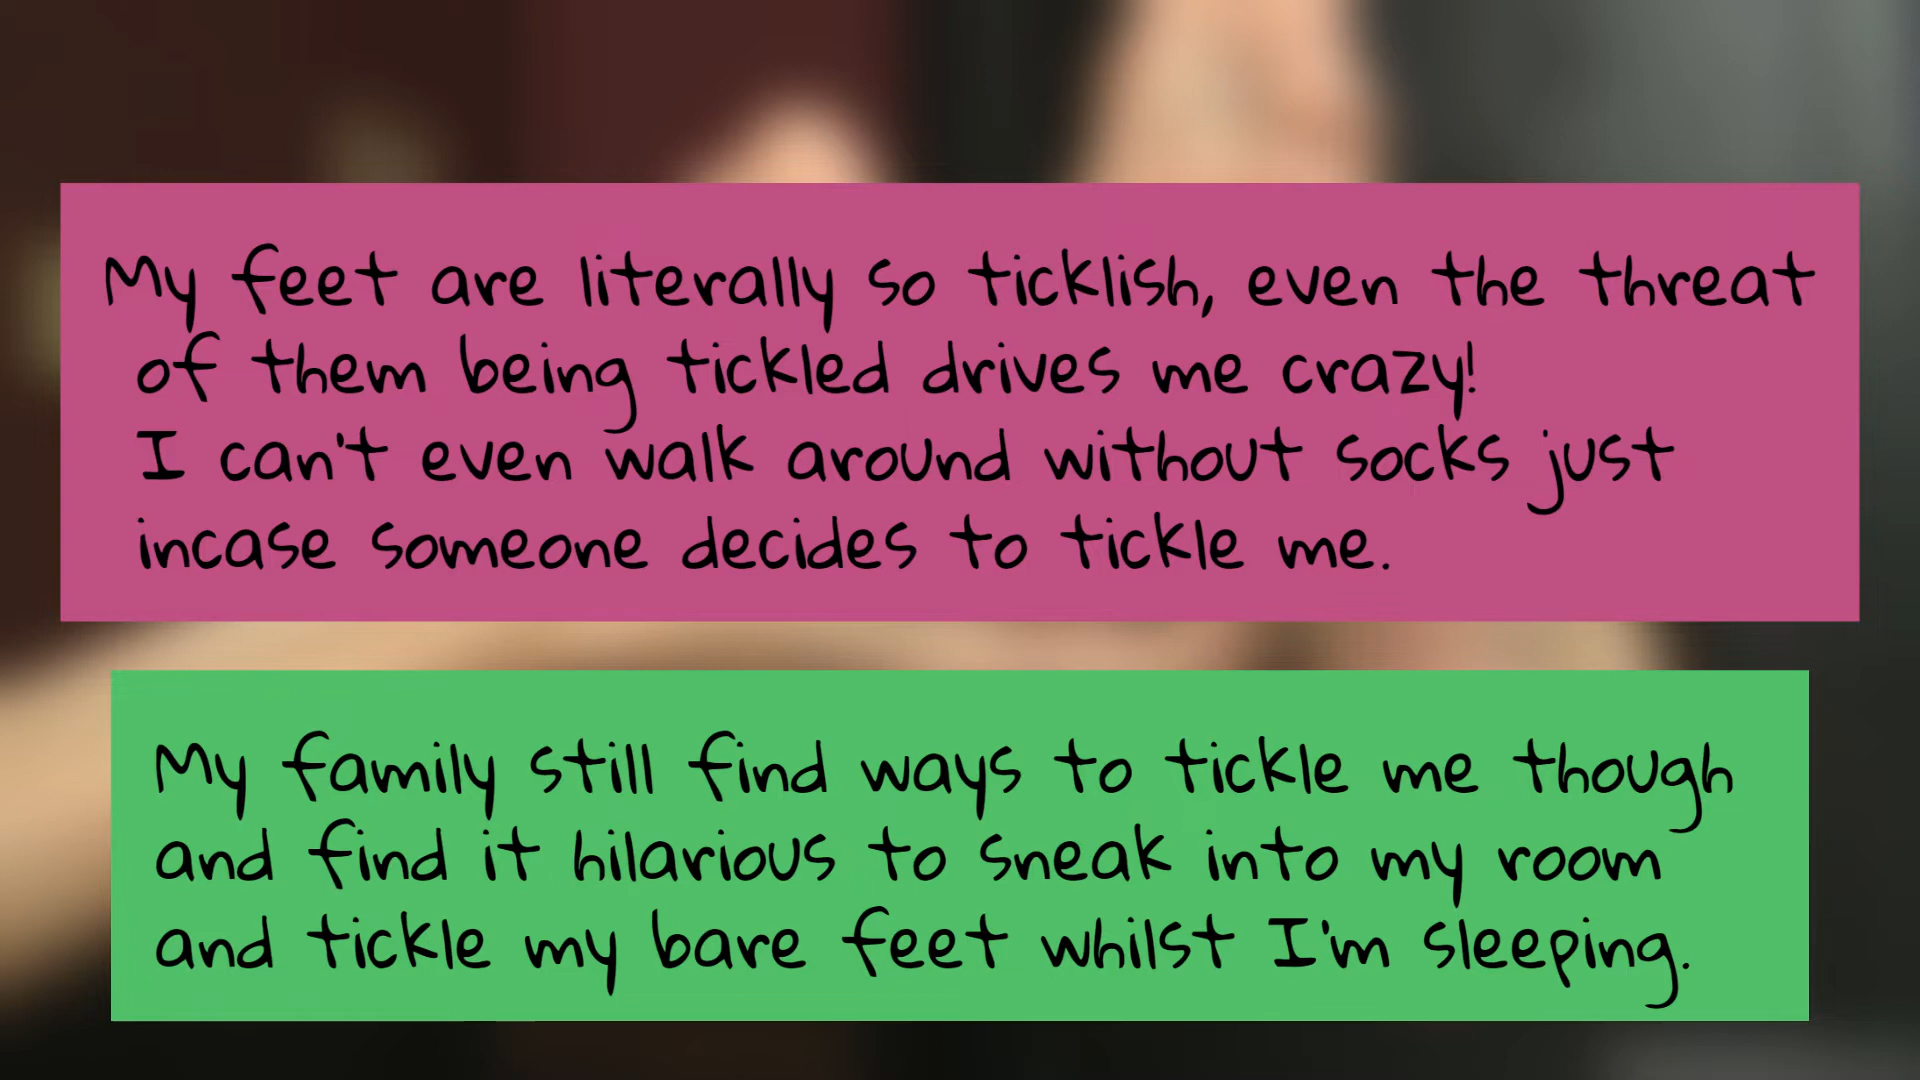 My feet are literally so ticklish, even the threat
of them being tickled drives me crazy!
I can't even walk around without socks just
incase someone decides to tickle me.
My family still find ways to tickle me though
and find it hilarious to sneak into my room
and tickle my bare feet whilst I'm sleeping.